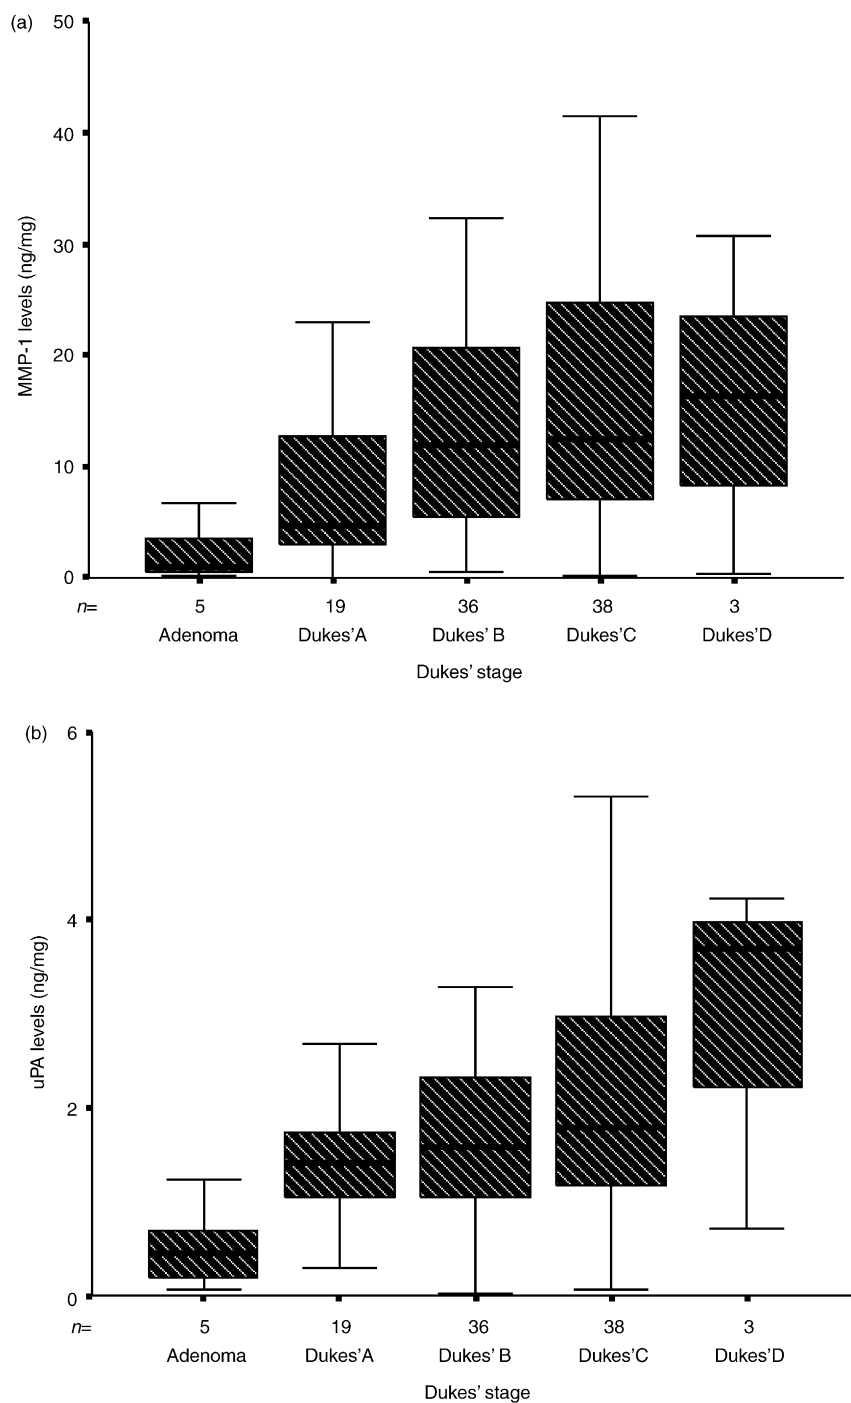 (a)
50
40
30
20
10
0
MMP-1 levels (ng/mg)
n= 5 19 36 38 3
Adenoma Dukes'A Dukes' B Dukes'C Dukes'D
Dukes' stage
(b)
6
4
2
0
uPA levels (ng/mg)
n= 5 19 36 38 3
Adenoma Dukes'A Dukes' B Dukes'C Dukes'D
Dukes' stage